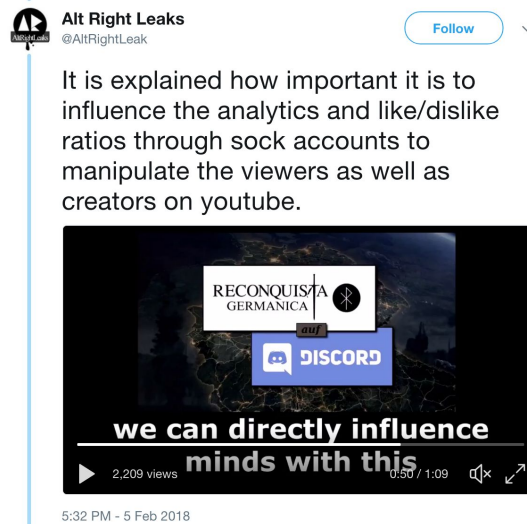 Alt Right Leaks
@AltRightLeak
Follow
AltRightLeaks
It is explained how important it is to
influence the analytics and like/dislike
ratios through sock accounts to
manipulate the viewers as well as
creators on youtube.
RECONQUISTA
GERMANICA
auf
DISCORD
we can directly influence
minds with this
2,209 views
0:50 / 1:09
5:32 PM - 5 Feb 2018